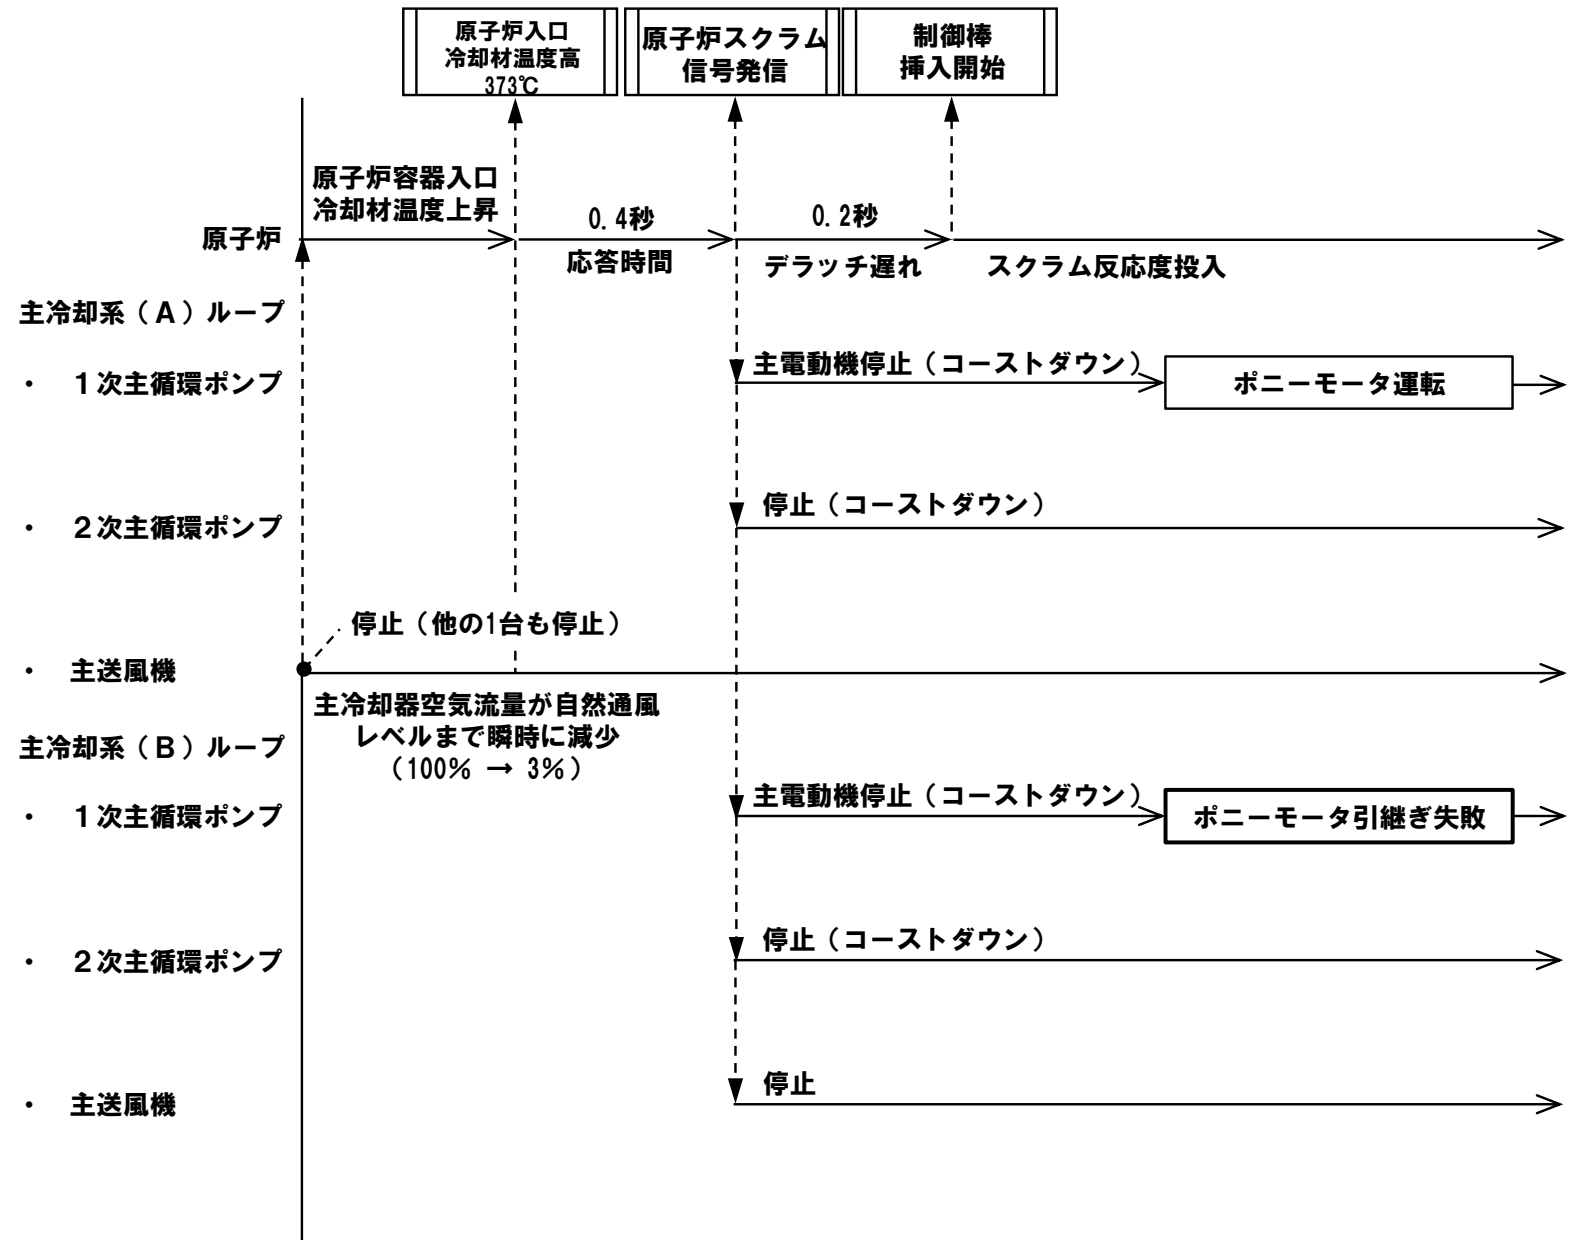 原子炉入口
冷却材温度高
373℃
原子炉スクラム
信号発信
制御棒
挿入開始
原子炉容器入口
冷却材温度上昇
原子炉
0.4秒
応答時間
0.2秒
デラッチ遅れ
スクラム反応度投入
主冷却系(A)ループ
・ 1次主循環ポンプ
主電動機停止(コーストダウン)
ポニーモータ運転
・ 2次主循環ポンプ
停止(コーストダウン)
停止(他の1台も停止)
・ 主送風機
主冷却器空気流量が自然通風
レベルまで瞬時に減少
(100% → 3%)
主冷却系(B)ループ
・ 1次主循環ポンプ
主電動機停止(コーストダウン)
ポニーモータ引継ぎ失敗
・ 2次主循環ポンプ
停止(コーストダウン)
・ 主送風機
停止